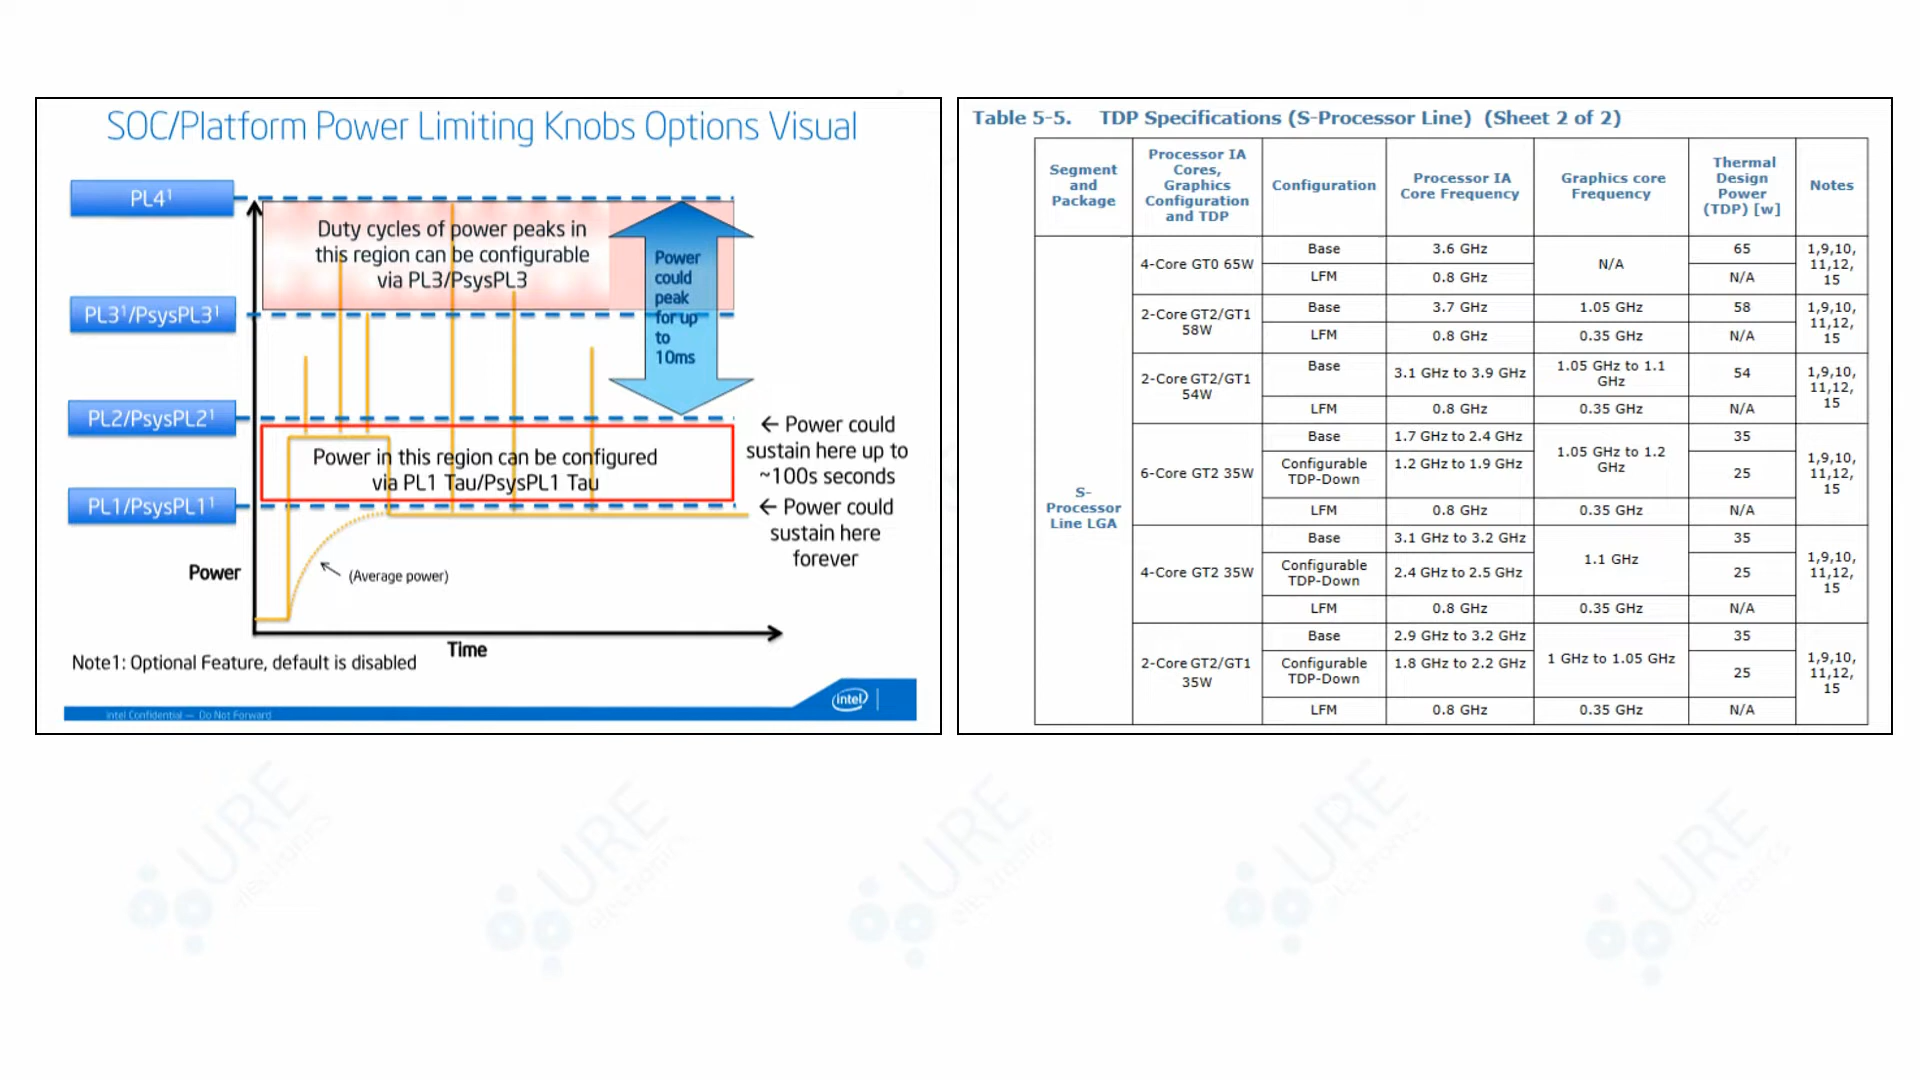 SOC/Platform Power Limiting Knobs Options Visual
PL4¹
Duty cycles of power peaks in
this region can be configurable
via PL3/PsysPL3
Power
could
peak
for up
to
10ms
PL3¹/PsysPL3¹
PL2/PsysPL2¹
← Power could
sustain here up to
~100s seconds
Power in this region can be configured
via PL1 Tau/PsysPL1 Tau
PL1/PsysPL1¹
← Power could
sustain here
forever
Power
(Average power)
Time
Note1: Optional Feature, default is disabled
intel
Intel Confidential — Do Not Forward
Table 5-5. TDP Specifications (S-Processor Line) (Sheet 2 of 2)
Segment and Package
Processor IA Cores, Graphics Configuration and TDP
Configuration
Processor IA Core Frequency
Graphics core Frequency
Thermal Design Power (TDP) [w]
Notes
S-Processor Line LGA
4-Core GT0 65W
Base 3.6 GHz N/A 65 1,9,10, 11,12, 15
LFM 0.8 GHz N/A
2-Core GT2/GT1 58W
Base 3.7 GHz 1.05 GHz 58 1,9,10, 11,12, 15
LFM 0.8 GHz 0.35 GHz N/A
2-Core GT2/GT1 54W
Base 3.1 GHz to 3.9 GHz 1.05 GHz to 1.1 GHz 54 1,9,10, 11,12, 15
LFM 0.8 GHz 0.35 GHz N/A
6-Core GT2 35W
Base 1.7 GHz to 2.4 GHz 1.05 GHz to 1.2 GHz 35 1,9,10, 11,12, 15
Configurable TDP-Down 1.2 GHz to 1.9 GHz 25
LFM 0.8 GHz 0.35 GHz N/A
4-Core GT2 35W
Base 3.1 GHz to 3.2 GHz 1.1 GHz 35 1,9,10, 11,12, 15
Configurable TDP-Down 2.4 GHz to 2.5 GHz 25
LFM 0.8 GHz 0.35 GHz N/A
2-Core GT2/GT1 35W
Base 2.9 GHz to 3.2 GHz 1 GHz to 1.05 GHz 35 1,9,10, 11,12, 15
Configurable TDP-Down 1.8 GHz to 2.2 GHz 25
LFM 0.8 GHz 0.35 GHz N/A
URE
electronics
URE
electronics
URE
electronics
URE
electronics
URE
electronics